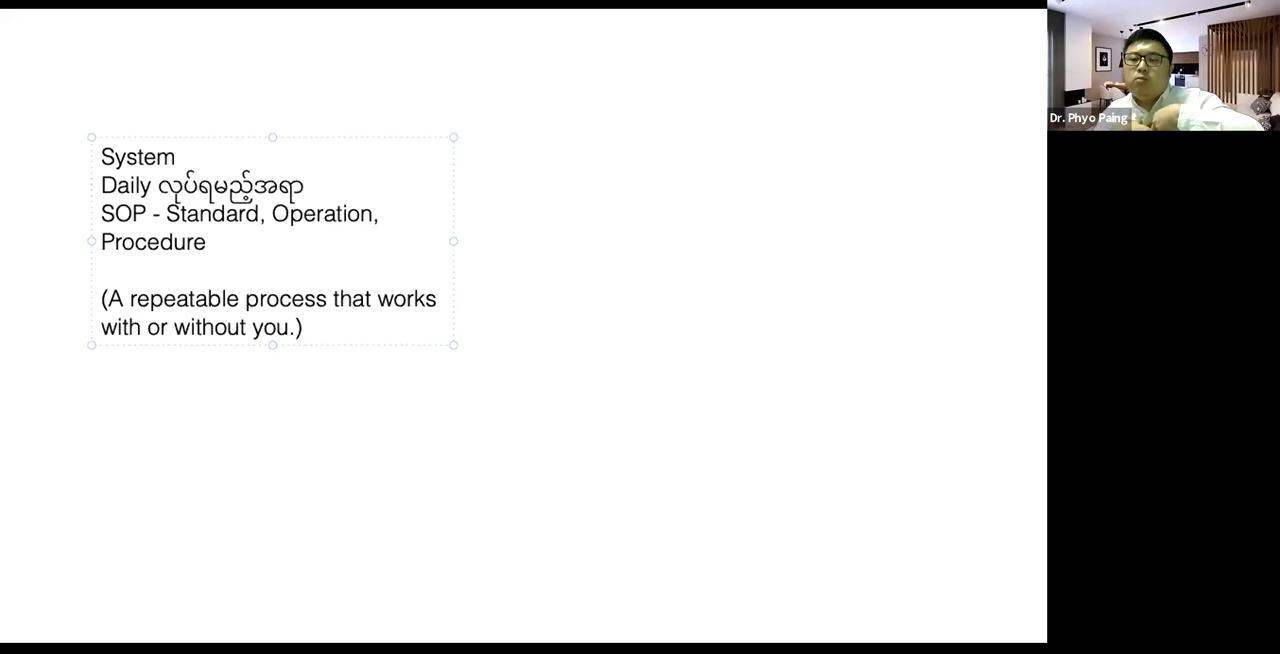 System
Daily လုပ်ရမည့်အရာ
SOP - Standard, Operation,
Procedure
(A repeatable process that works
with or without you.)
Dr. Phyo Paing